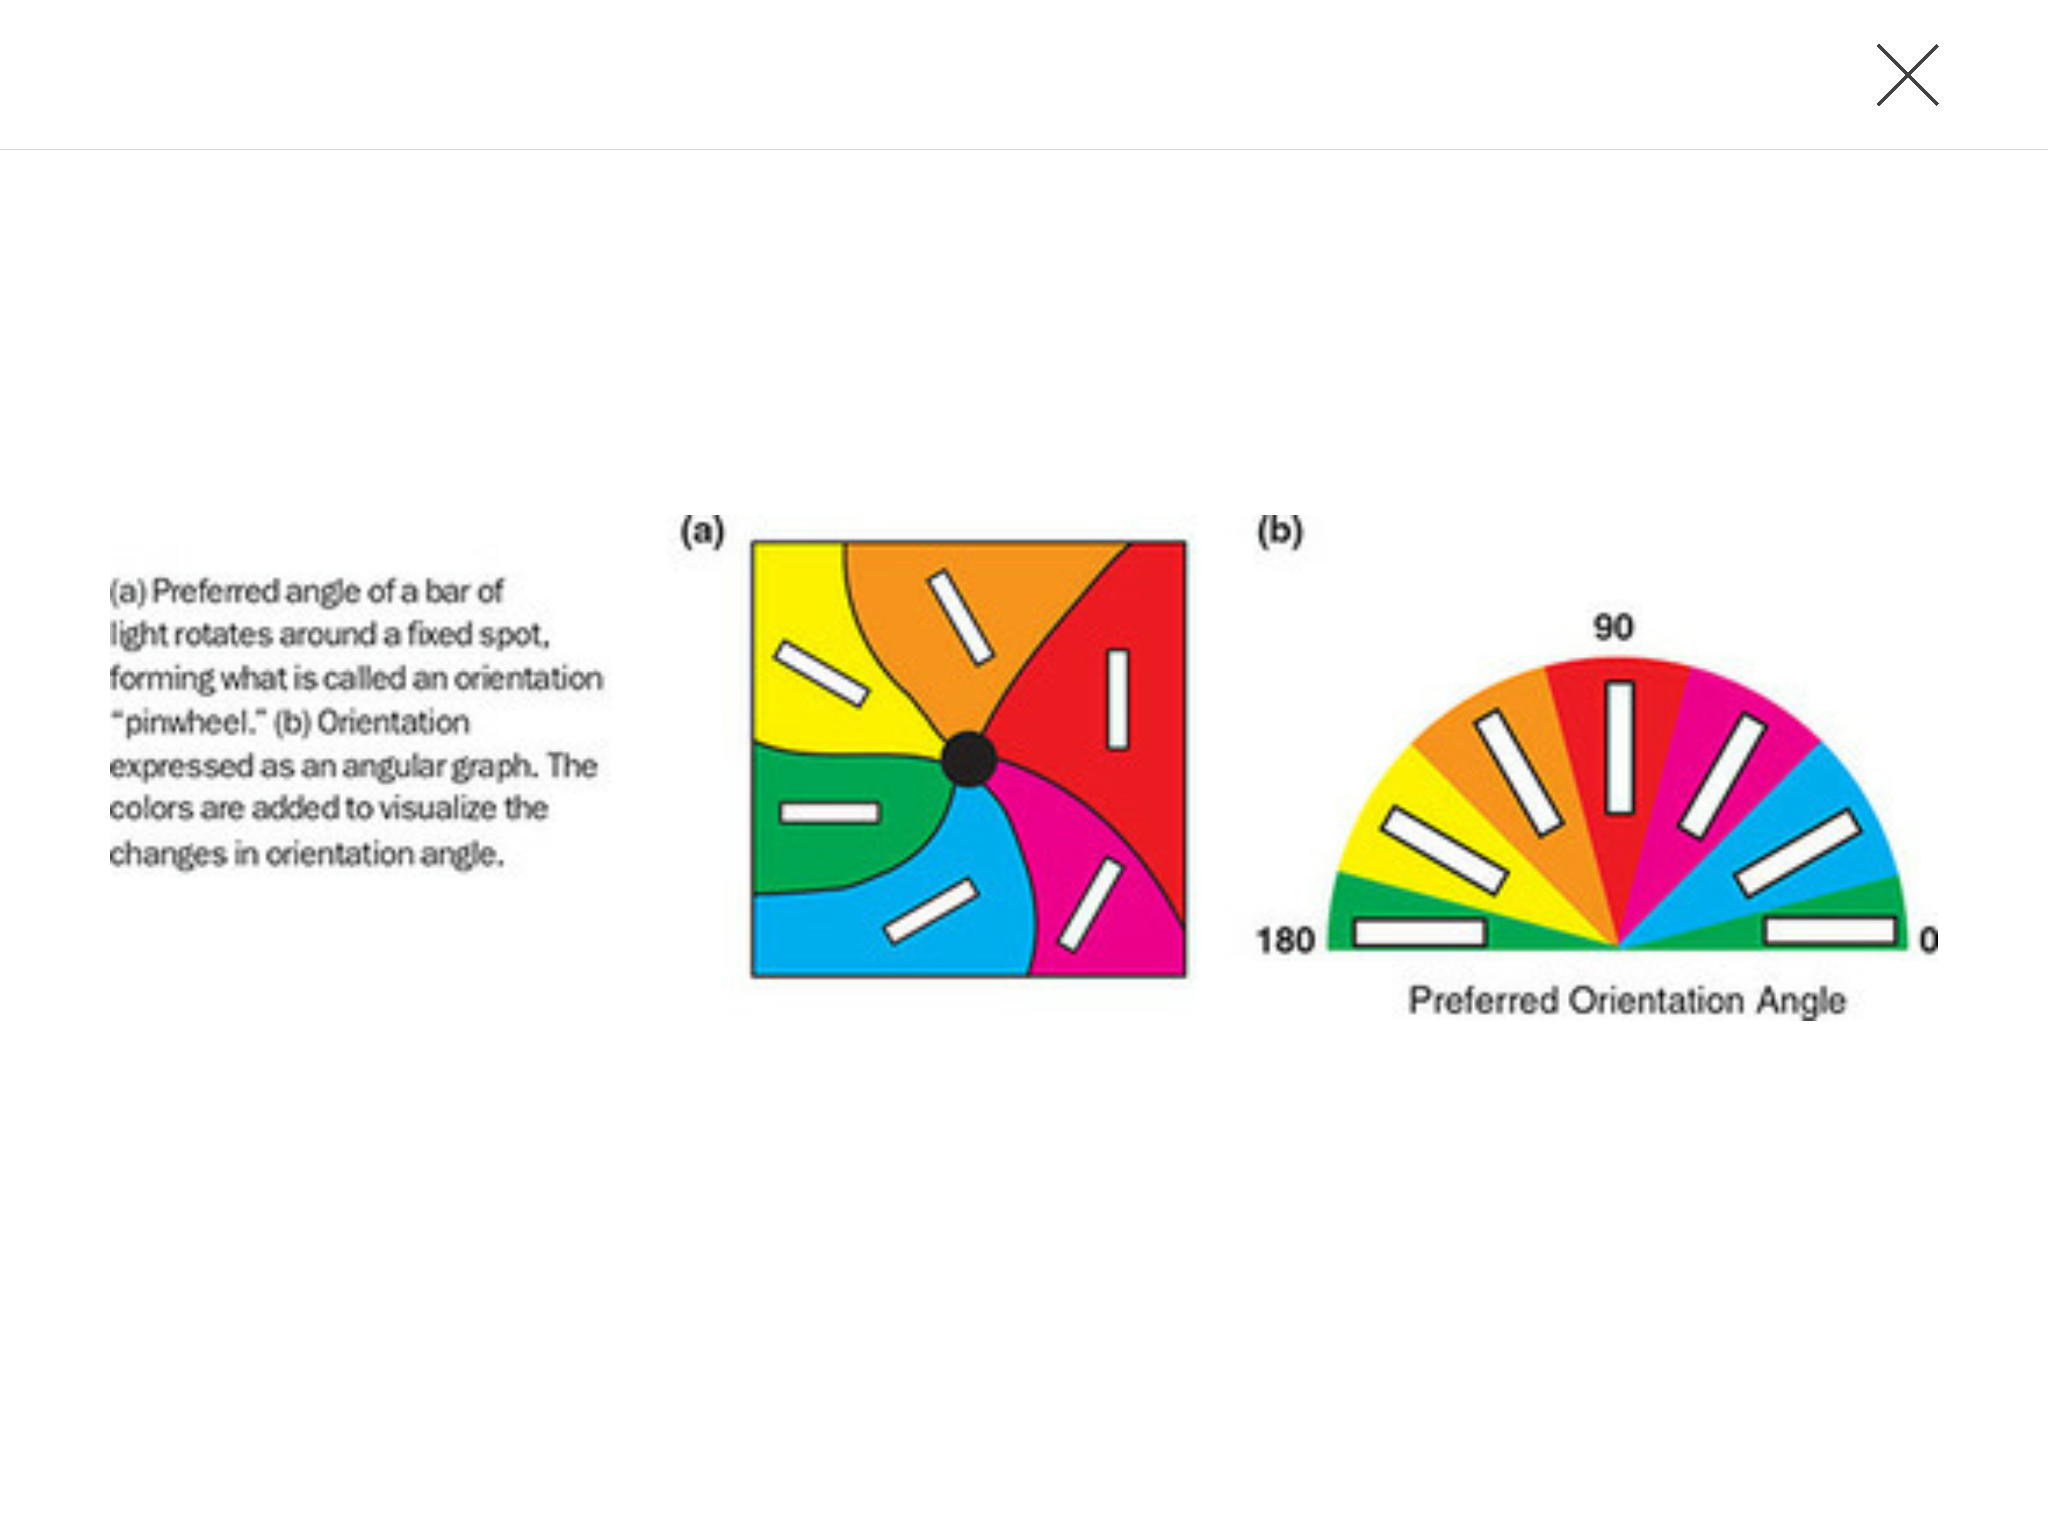 (a) Preferred angle of a bar of
light rotates around a fixed spot,
forming what is called an orientation
“pinwheel.” (b) Orientation
expressed as an angular graph. The
colors are added to visualize the
changes in orientation angle.
(a)
(b)
90
180
0
Preferred Orientation Angle